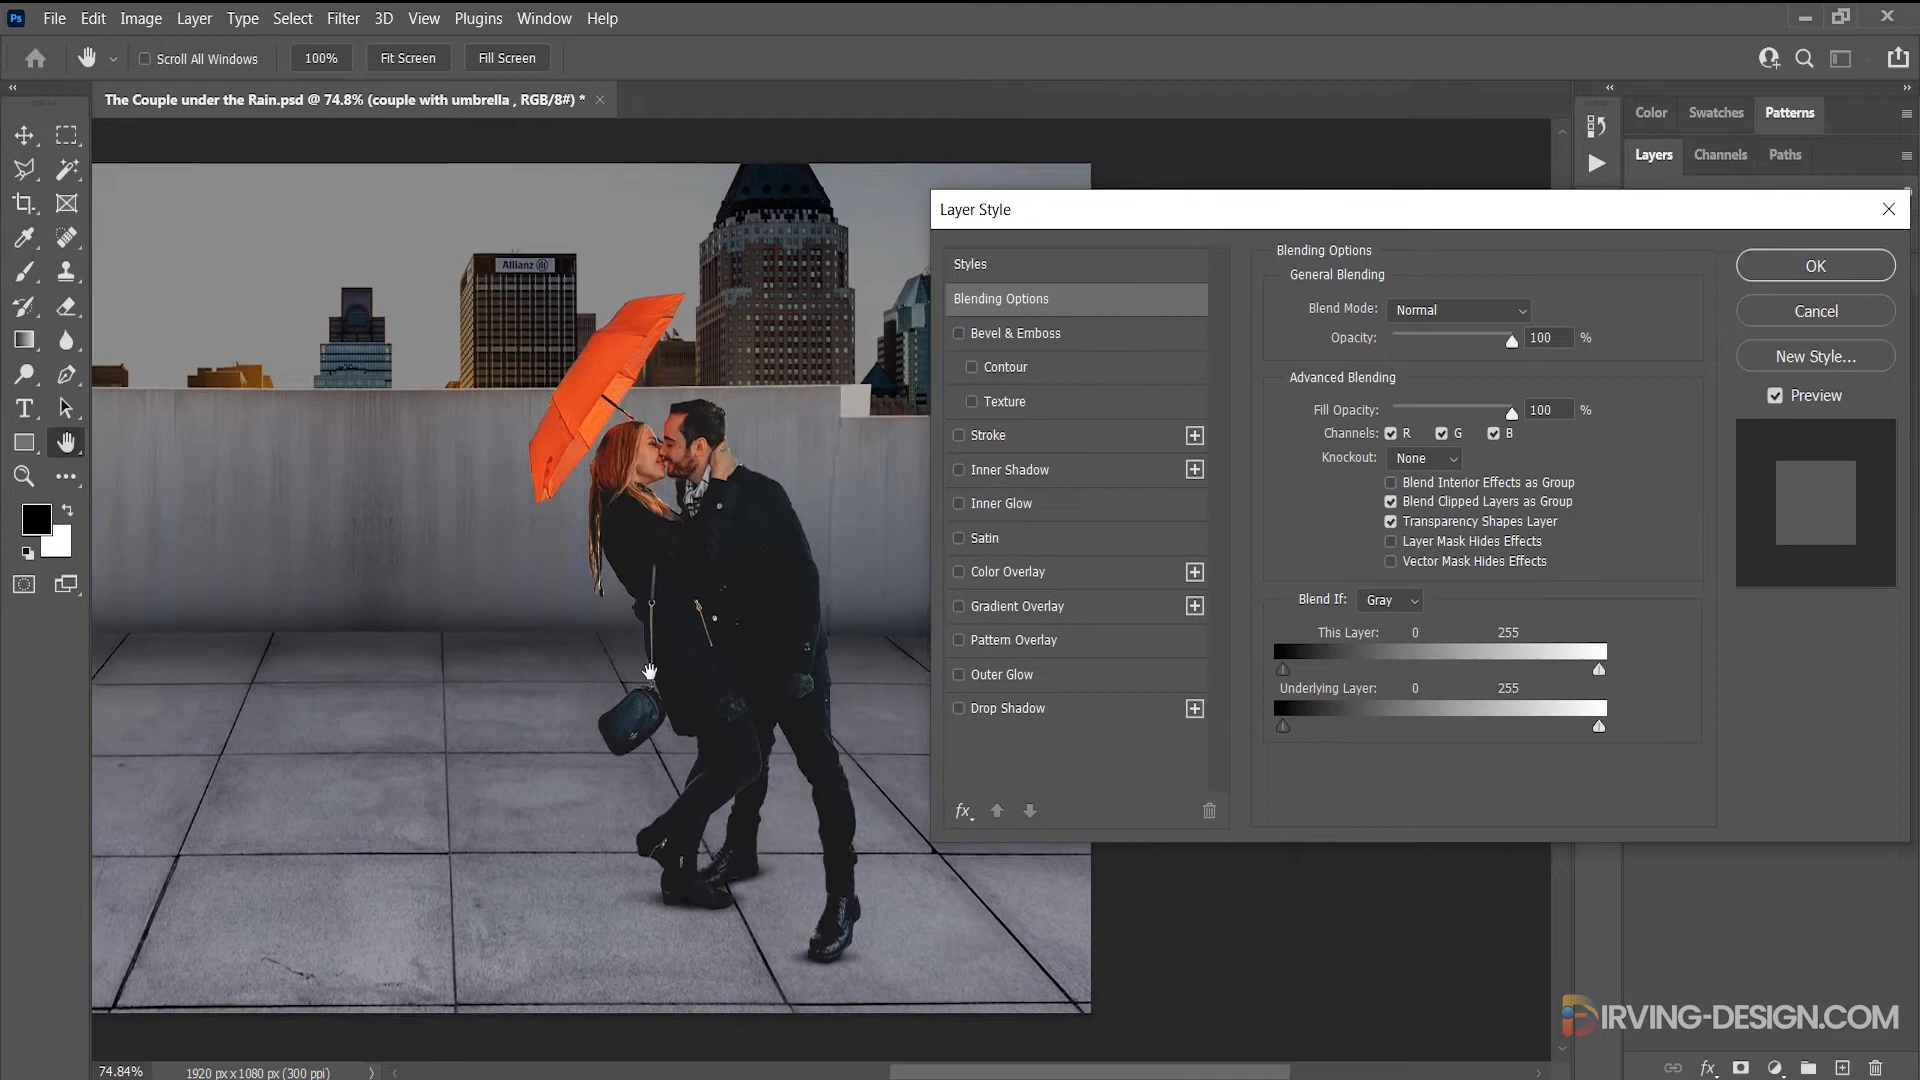 Ps File Edit Image Layer Type Select Filter 3D View Plugins Window Help
Scroll All Windows 100% Fit Screen Fill Screen
The Couple under the Rain.psd @ 74.8% (couple with umbrella , RGB/8#) *
Color Swatches Patterns
Layers Channels Paths
Allianz
Layer Style
Styles
Blending Options
Bevel & Emboss
Contour
Texture
Stroke
Inner Shadow
Inner Glow
Satin
Color Overlay
Gradient Overlay
Pattern Overlay
Outer Glow
Drop Shadow
fx
Blending Options
General Blending
Blend Mode: Normal
Opacity: 100 %
Advanced Blending
Fill Opacity: 100 %
Channels: R G B
Knockout: None
Blend Interior Effects as Group
Blend Clipped Layers as Group
Transparency Shapes Layer
Layer Mask Hides Effects
Vector Mask Hides Effects
Blend If: Gray
This Layer: 0 255
Underlying Layer: 0 255
OK
Cancel
New Style...
Preview
IRVING-DESIGN.COM
74.84% 1920 px x 1080 px (300 ppi)
fx